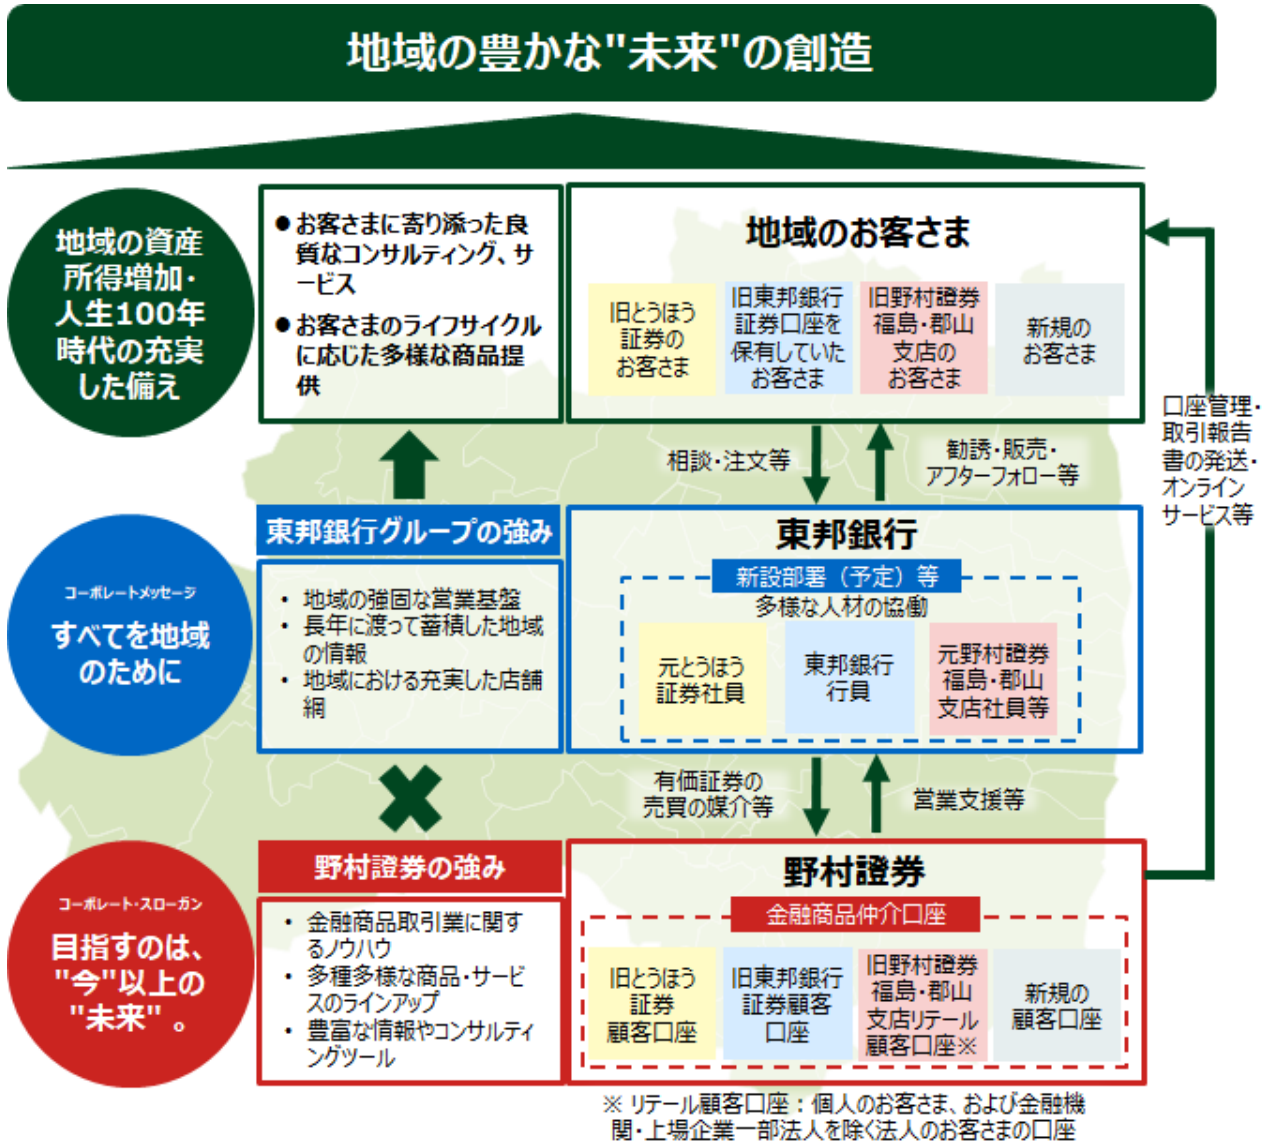 地域の豊かな"未来"の創造
地域の資産
所得増加・
人生100年
時代の充実
した備え
●お客さまに寄り添った良
質なコンサルティング、サ
ービス
●お客さまのライフサイクル
に応じた多様な商品提
供
地域のお客さま
旧とうほう
証券の
お客さま
旧東邦銀行
証券口座を
保有していた
お客さま
旧野村證券
福島・郡山
支店の
お客さま
新規の
お客さま
相談・注文等
勧誘・販売・
アフターフォロー等
口座管理・
取引報告
書の発送・
オンライン
サービス等
コーポレートメッセージ
すべてを地域
のために
東邦銀行グループの強み
・ 地域の強固な営業基盤
・ 長年に渡って蓄積した地域
の情報
・ 地域における充実した店舗
網
東邦銀行
新設部署（予定）等
多様な人材の協働
元とうほう
証券社員
東邦銀行
行員
元野村證券
福島・郡山
支店社員等
有価証券の
売買の媒介等
営業支援等
コーポレート・スローガン
目指すのは、
"今"以上の
"未来" 。
野村證券の強み
・ 金融商品取引業に関す
るノウハウ
・ 多種多様な商品・サービ
スのラインアップ
・ 豊富な情報やコンサルティ
ングツール
野村證券
金融商品仲介口座
旧とうほう
証券
顧客口座
旧東邦銀行
証券顧客
口座
旧野村證券
福島・郡山
支店リテール
顧客口座※
新規の
顧客口座
※ リテール顧客口座：個人のお客さま、および金融機
関・上場企業一部法人を除く法人のお客さまの口座